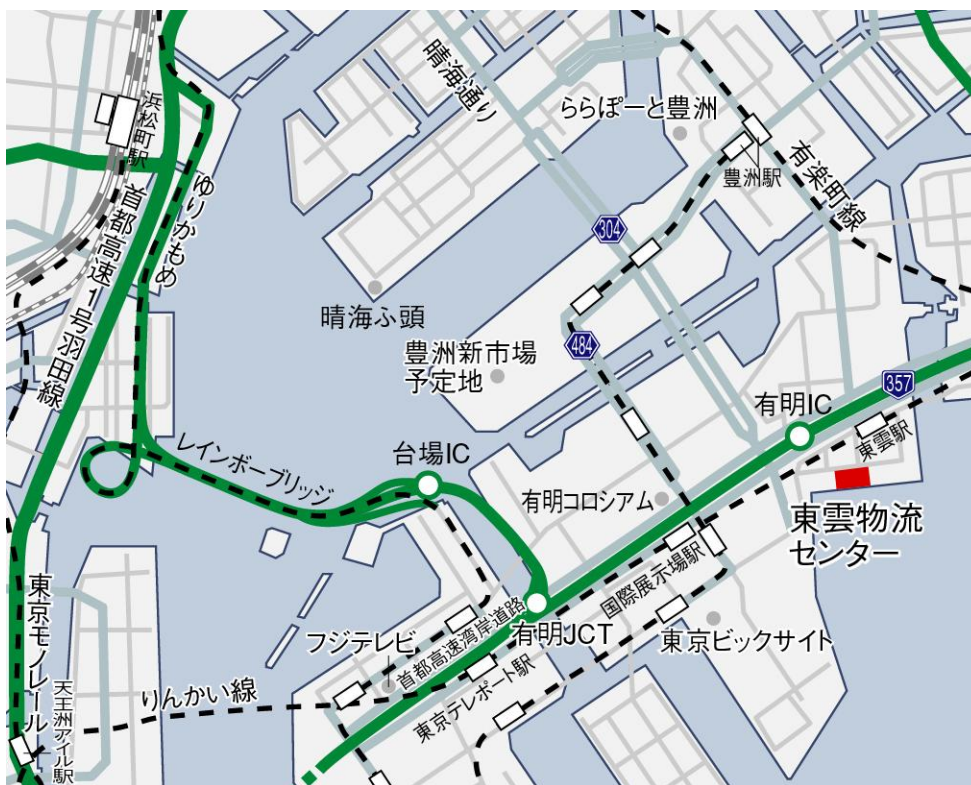 晴海通り
ららぽーと豊洲
浜松町駅
豊洲駅
有楽町線
ゆりかもめ
首都高速1号羽田線
304
晴海ふ頭
484
豊洲新市場
予定地
357
有明IC
東雲駅
台場IC
レインボーブリッジ
有明コロシアム
東雲物流
センター
国際展示場駅
首都高速湾岸道路
有明JCT
フジテレビ
東京ビックサイト
東京テレポート駅
りんかい線
東京モノレール
天王洲アイル駅